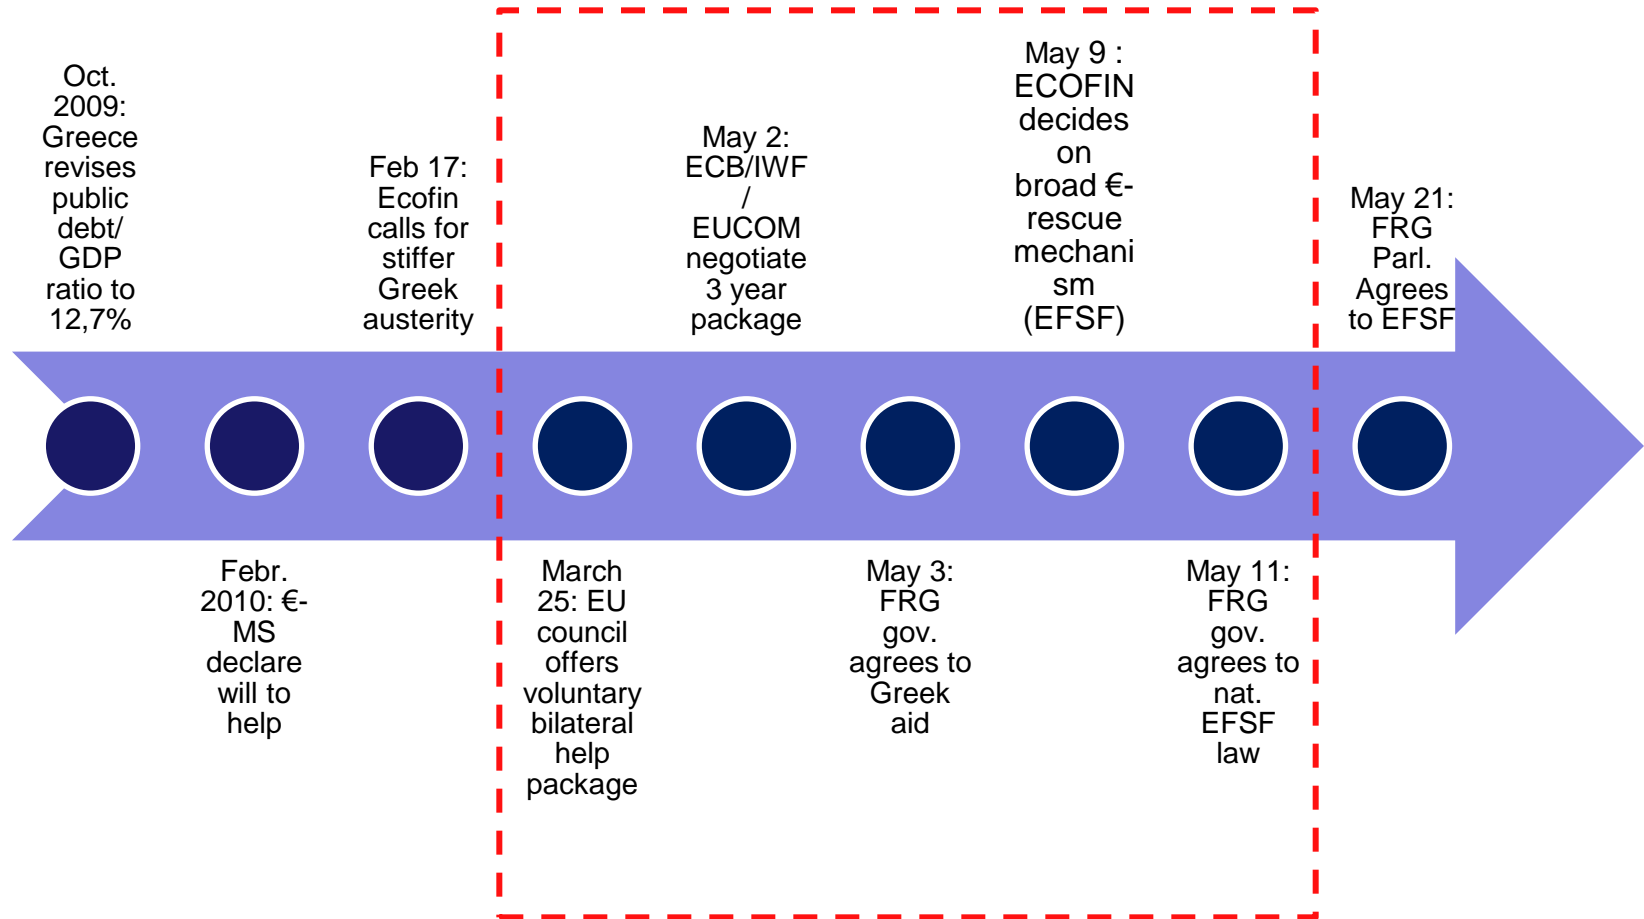 Oct.
2009:
Greece
revises
public
debt/
GDP
ratio to
12,7%
Febr.
2010: €-
MS
declare
will to
help
Feb 17:
Ecofin
calls for
stiffer
Greek
austerity
March
25: EU
council
offers
voluntary
bilateral
help
package
May 2:
ECB/IWF
/
EUCOM
negotiate
3 year
package
May 3:
FRG
gov.
agrees to
Greek
aid
May 9 :
ECOFIN
decides
on
broad €-
rescue
mechani
sm
(EFSF)
May 11:
FRG
gov.
agrees to
nat.
EFSF
law
May 21:
FRG
Parl.
Agrees
to EFSF